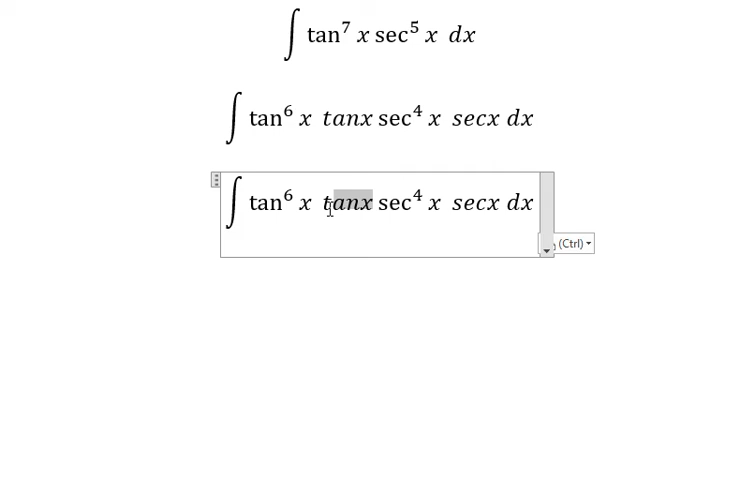 ∫ tan⁷ x sec⁵ x dx
∫ tan⁶ x tanx sec⁴ x secx dx
∫ tan⁶ x tanx sec⁴ x secx dx
(Ctrl)